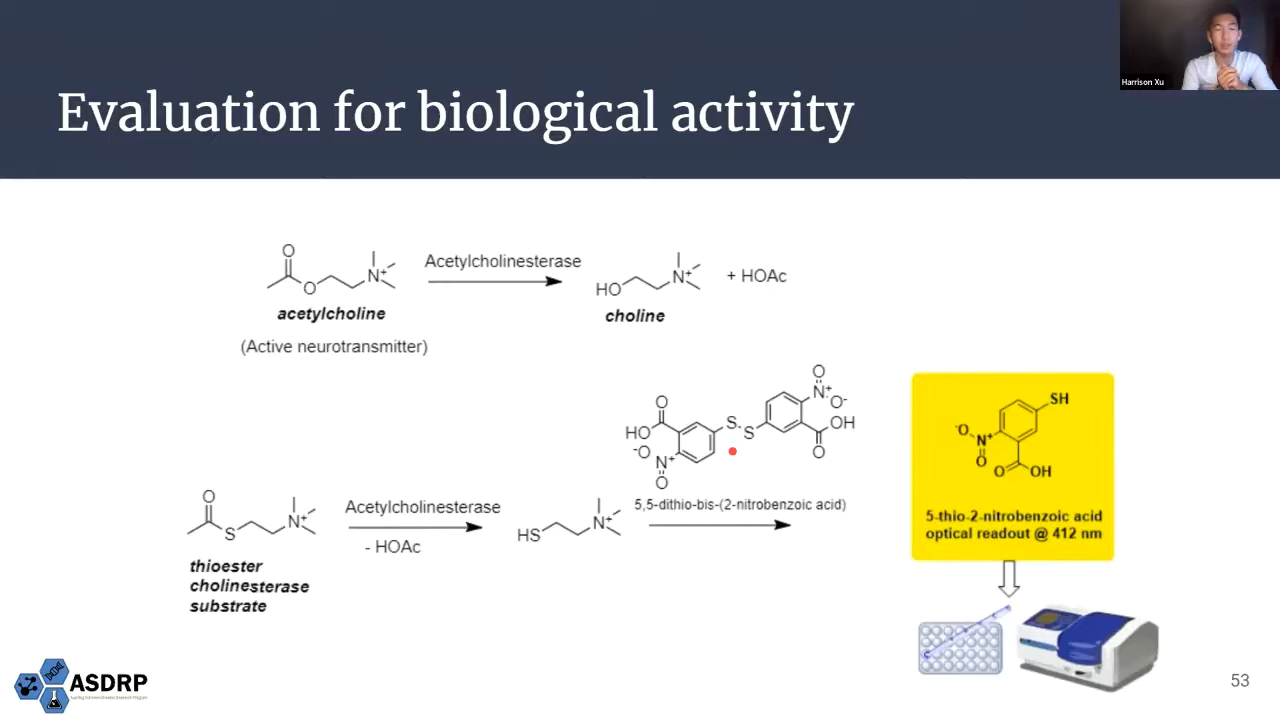 Harrison Xu
Evaluation for biological activity
O
O
N+
acetylcholine
(Active neurotransmitter)
Acetylcholinesterase
HO
N+
choline
+ HOAc
O
S
N+
thioester
cholinesterase
substrate
Acetylcholinesterase
- HOAc
HS
N+
O
HO
-O
N+
O
S
S
O
N+
O-
OH
O
5,5-dithio-bis-(2-nitrobenzoic acid)
SH
-O
N+
O
O
OH
5-thio-2-nitrobenzoic acid
optical readout @ 412 nm
ASDRP
53